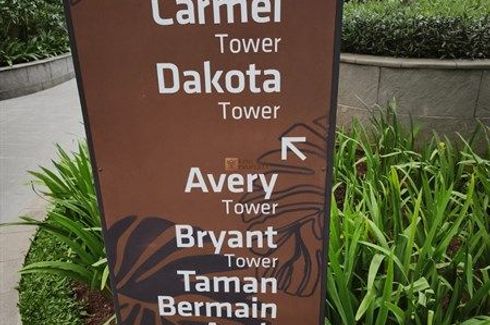 Carmel
Tower
Dakota
Tower
Avery
Tower
Bryant
Tower
Taman
Bermain